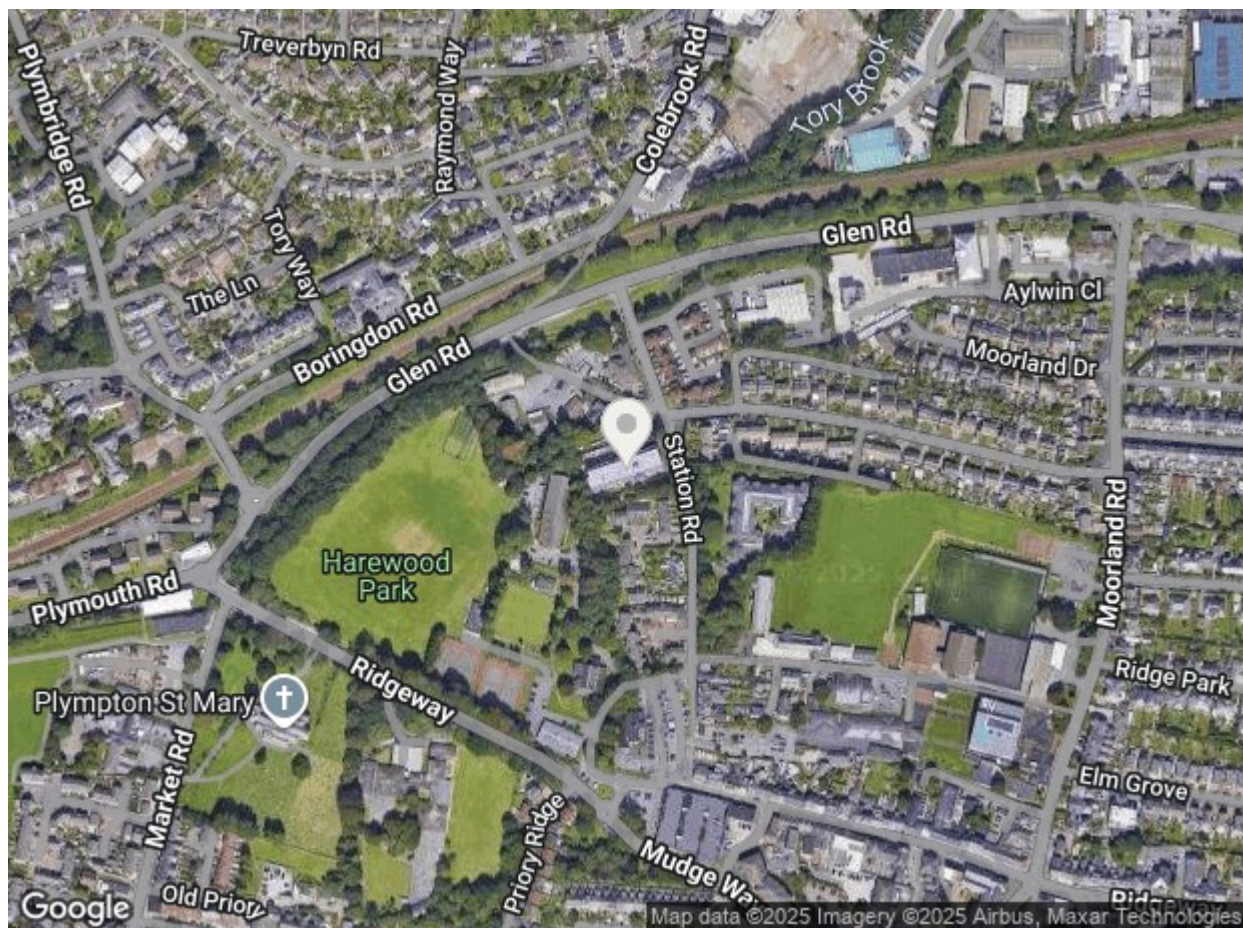 Treverbyn Rd
Plymbridge Rd
Raymond Way
Colebrook Rd
Tory Brook
Tory Way
The Ln
Glen Rd
Aylwin Cl
Boringdon Rd
Glen Rd
Moorland Dr
Station Rd
Harewood
Park
Moorland Rd
Plymouth Rd
Ridgeway
Plympton St Mary
Ridge Park
Market Rd
Elm Grove
Priory Ridge
Mudge Way
Old Priory
Ridgeway
Google
Map data ©2025 Imagery ©2025 Airbus, Maxar Technologies